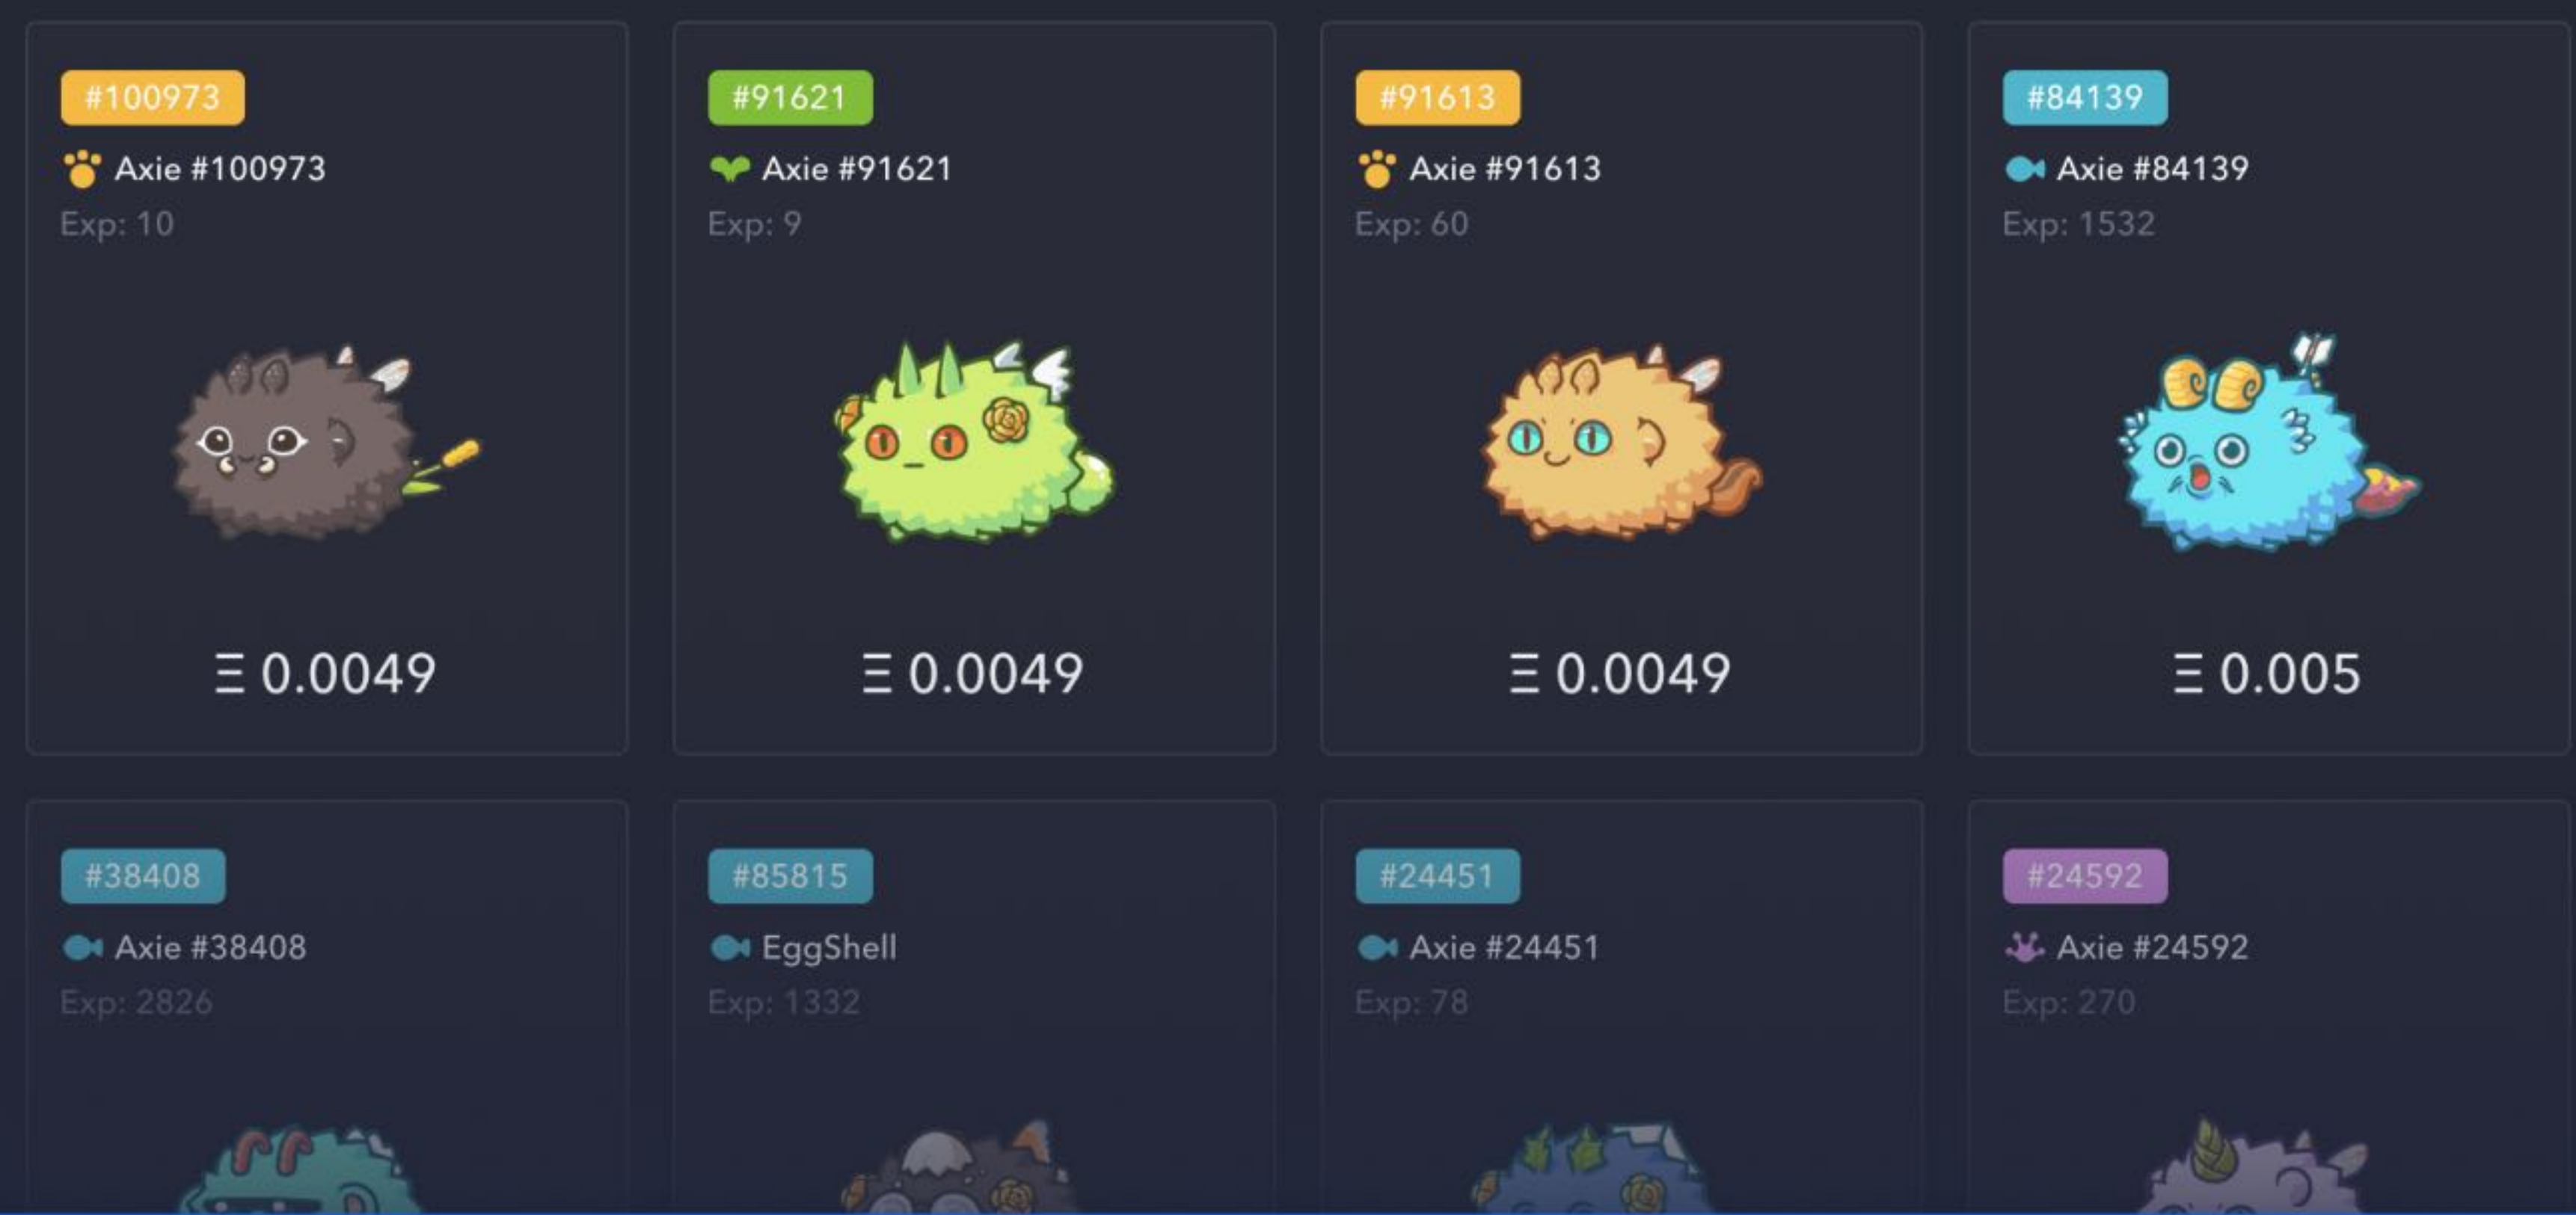 #100973
Axie #100973
Exp: 10
Ξ 0.0049
#91621
Axie #91621
Exp: 9
Ξ 0.0049
#91613
Axie #91613
Exp: 60
Ξ 0.0049
#84139
Axie #84139
Exp: 1532
Ξ 0.005
#38408
Axie #38408
Exp: 2826
#85815
EggShell
Exp: 1332
#24451
Axie #24451
Exp: 78
#24592
Axie #24592
Exp: 270